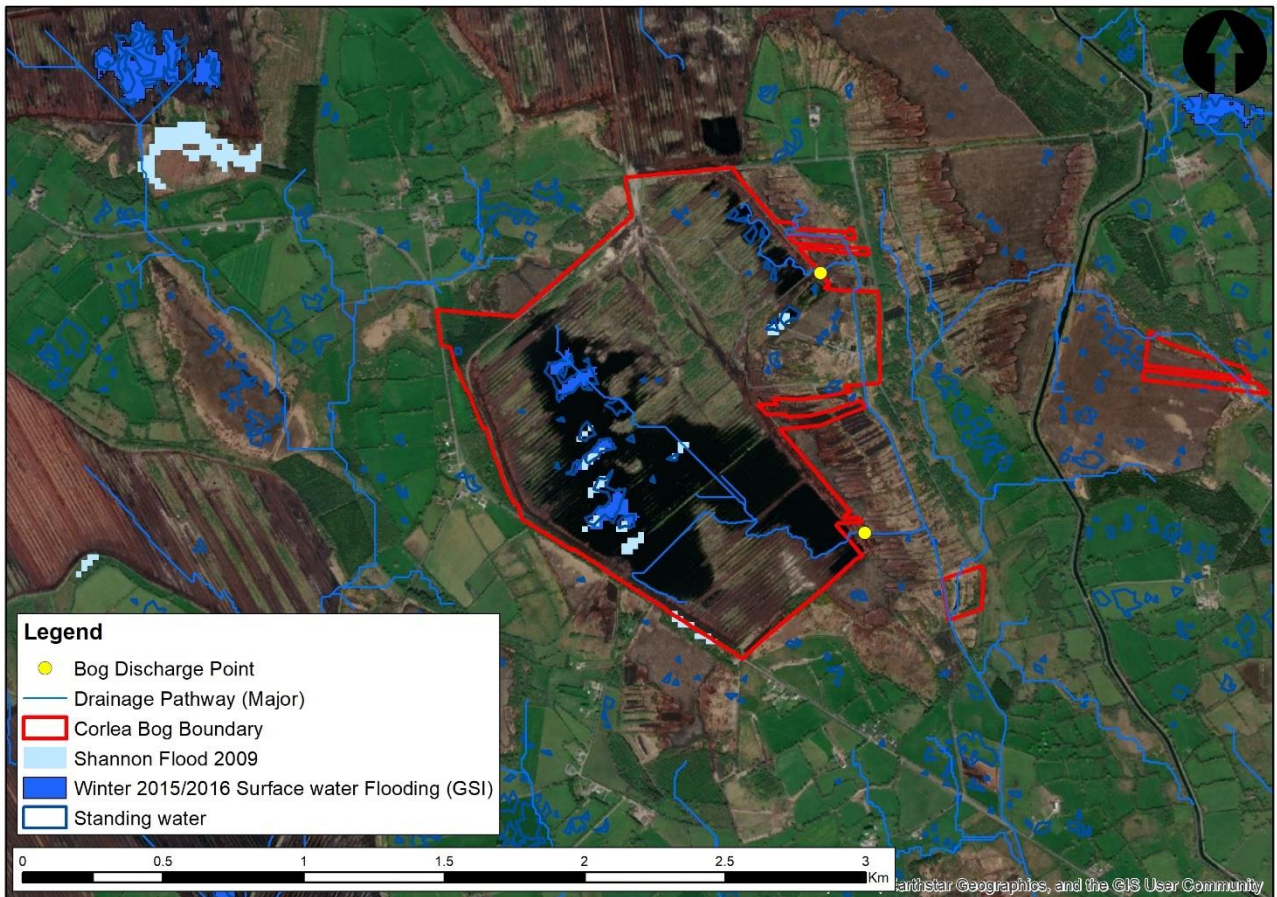 Legend
Bog Discharge Point
Drainage Pathway (Major)
Corlea Bog Boundary
Shannon Flood 2009
Winter 2015/2016 Surface water Flooding (GSI)
Standing water
0 0.5 1 1.5 2 2.5 3
Km
Geographics, and the GIS User Community